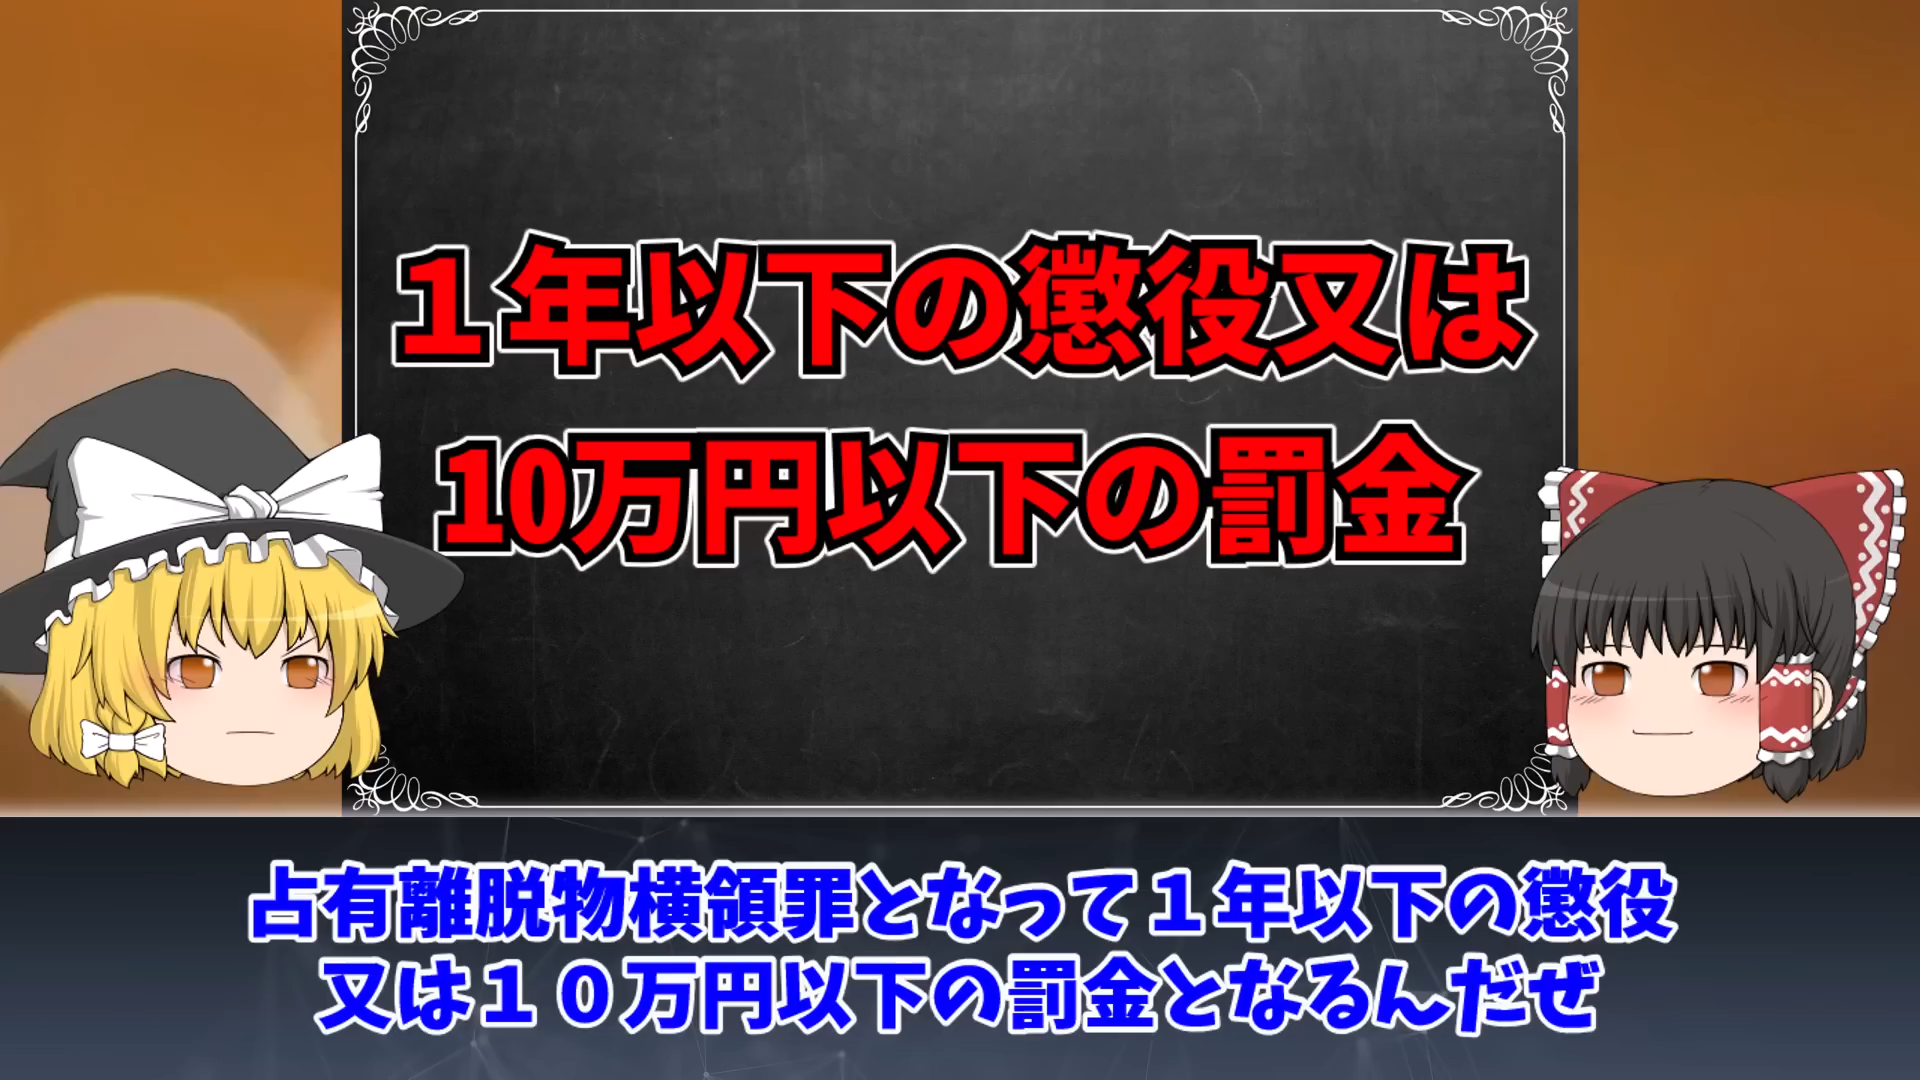 １年以下の懲役又は
10万円以下の罰金
占有離脱物横領罪となって１年以下の懲役
又は１０万円以下の罰金となるんだぜ